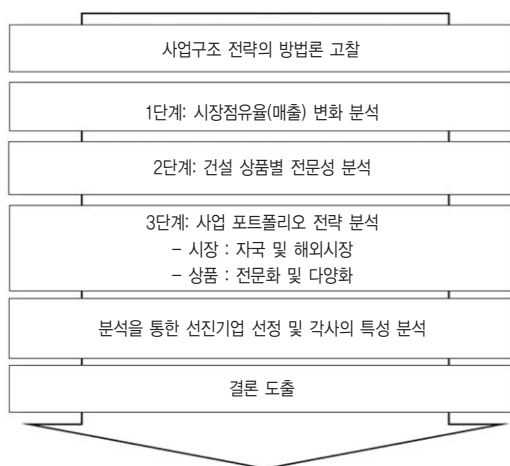 사업구조 전략의 방법론 고찰
1단계: 시장점유율(매출) 변화 분석
2단계: 건설 상품별 전문성 분석
3단계: 사업 포트폴리오 전략 분석
– 시장 : 자국 및 해외시장
– 상품 : 전문화 및 다양화
분석을 통한 선진기업 선정 및 각사의 특성 분석
결론 도출